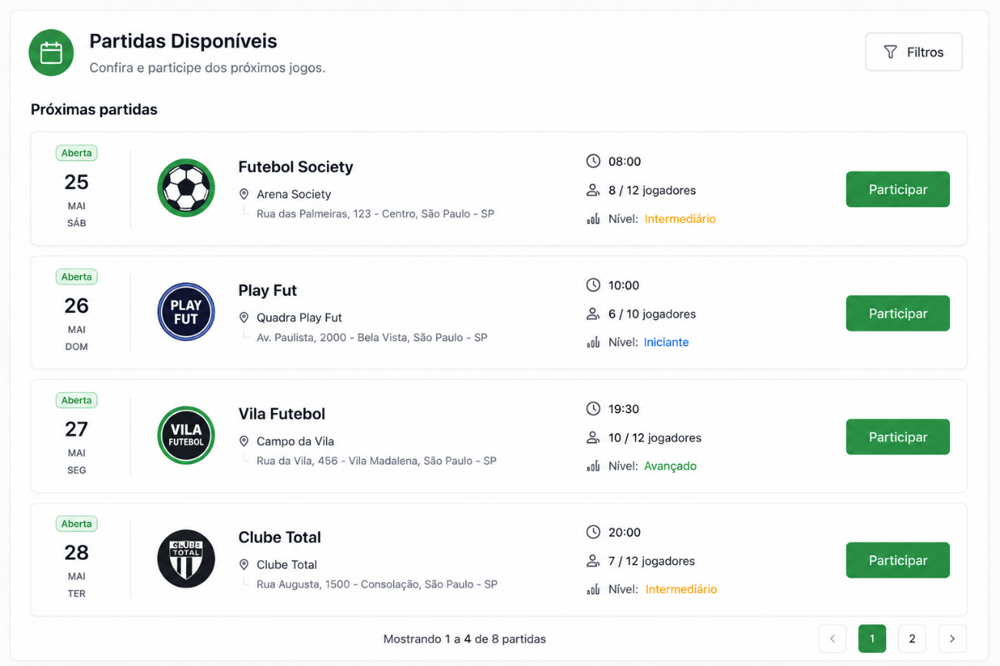 Partidas Disponíveis
Confira e participe dos próximos jogos.
Filtros
Próximas partidas
Aberta
25
MAI
SÁB
Futebol Society
Arena Society
Rua das Palmeiras, 123 - Centro, São Paulo - SP
08:00
8 / 12 jogadores
Nível: Intermediário
Participar
Aberta
26
MAI
DOM
PLAY
FUT
Play Fut
Quadra Play Fut
Av. Paulista, 2000 - Bela Vista, São Paulo - SP
10:00
6 / 10 jogadores
Nível: Iniciante
Participar
Aberta
27
MAI
SEG
VILA
FUTEBOL
Vila Futebol
Campo da Vila
Rua da Vila, 456 - Vila Madalena, São Paulo - SP
19:30
10 / 12 jogadores
Nível: Avançado
Participar
Aberta
28
MAI
TER
CLUBE
TOTAL
Clube Total
Clube Total
Rua Augusta, 1500 - Consolação, São Paulo - SP
20:00
7 / 12 jogadores
Nível: Intermediário
Participar
Mostrando 1 a 4 de 8 partidas
1
2